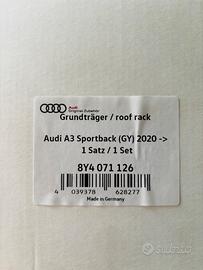 Audi
Original Zubehör
Grundträger / roof rack
Audi A3 Sportback (GY) 2020 ->
1 Satz / 1 Set
8Y4 071 126
4 039378 628277
Made in Germany
subito